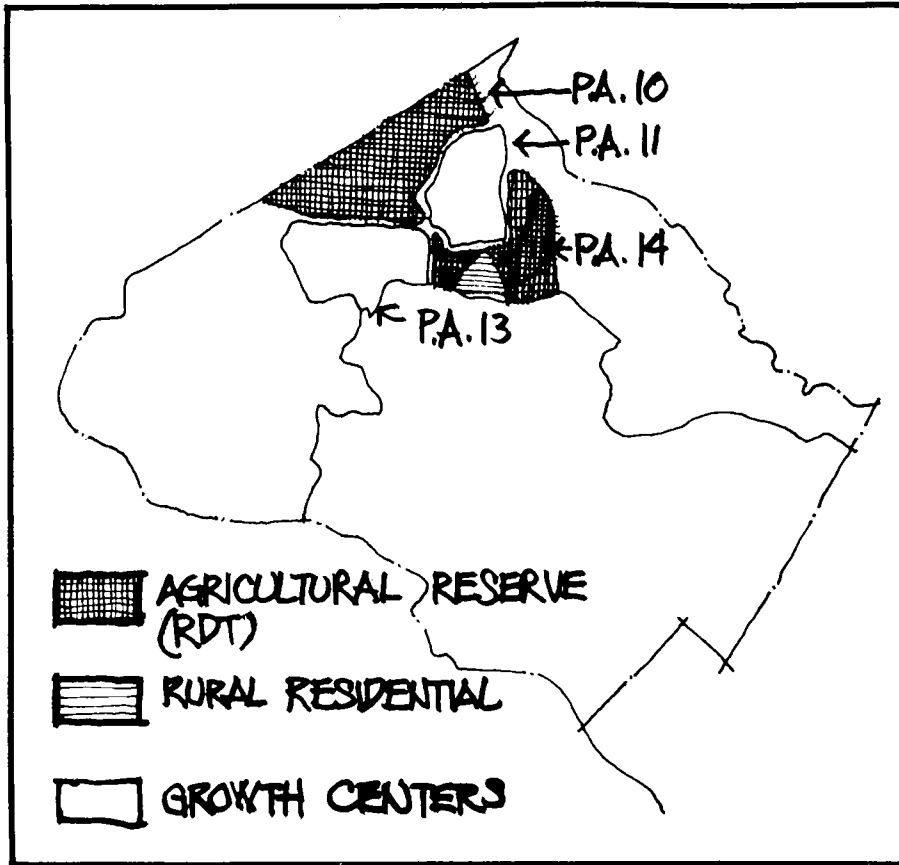 P.A. 10
P.A. 11
P.A. 14
P.A. 13
AGRICULTURAL RESERVE
(RDT)
RURAL RESIDENTIAL
GROWTH CENTERS